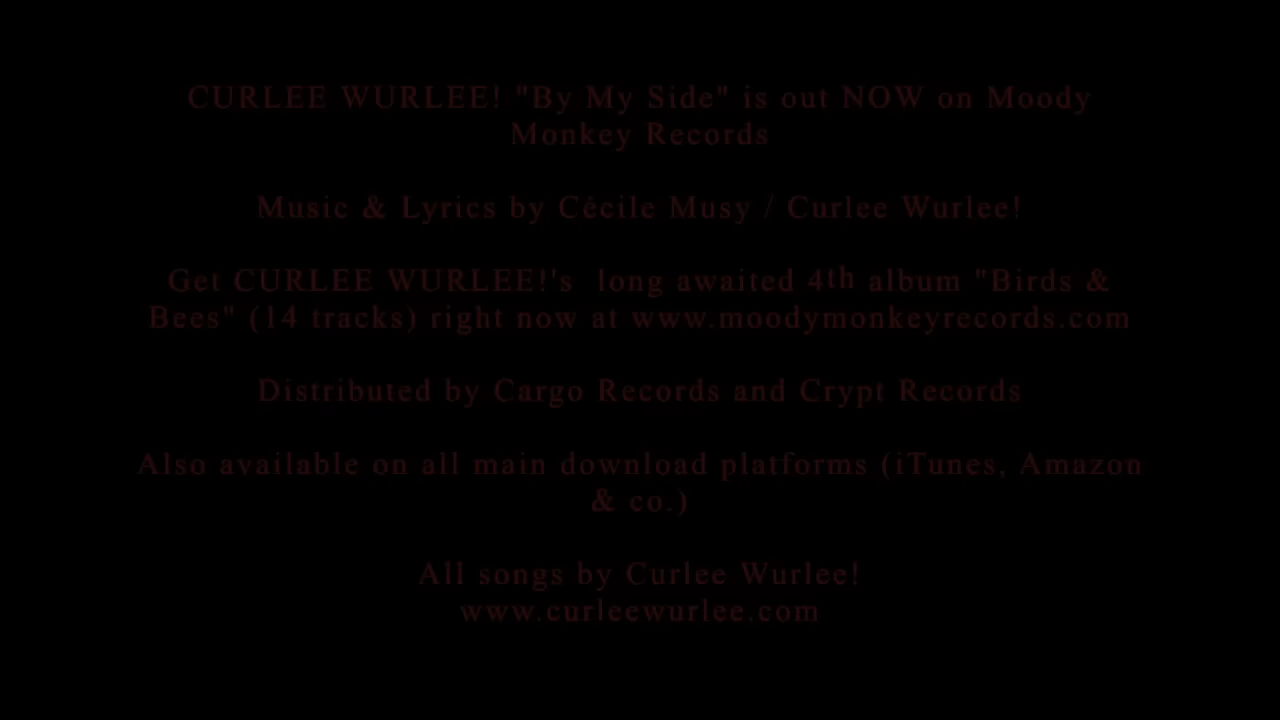 CURLEE WURLEE! "By My Side" is out NOW on Moody
Monkey Records
Music & Lyrics by Cécile Musy / Curlee Wurlee!
Get CURLEE WURLEE!'s  long awaited 4th album "Birds &
Bees" (14 tracks) right now at www.moodymonkeyrecords.com
Distributed by Cargo Records and Crypt Records
Also available on all main download platforms (iTunes, Amazon
& co.)
All songs by Curlee Wurlee!
www.curleewurlee.com